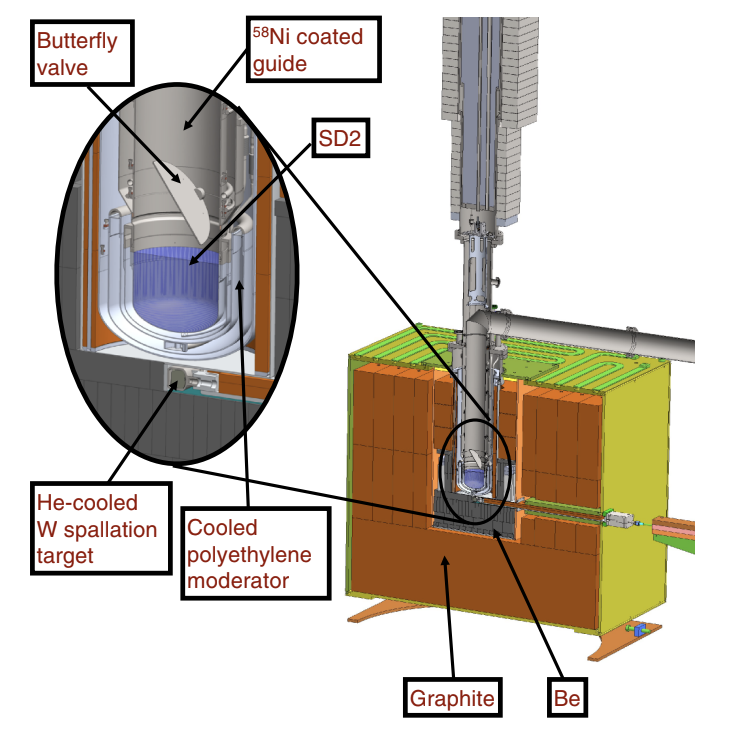 Butterfly
valve
⁵⁸Ni coated
guide
SD2
He-cooled
W spallation
target
Cooled
polyethylene
moderator
Graphite
Be